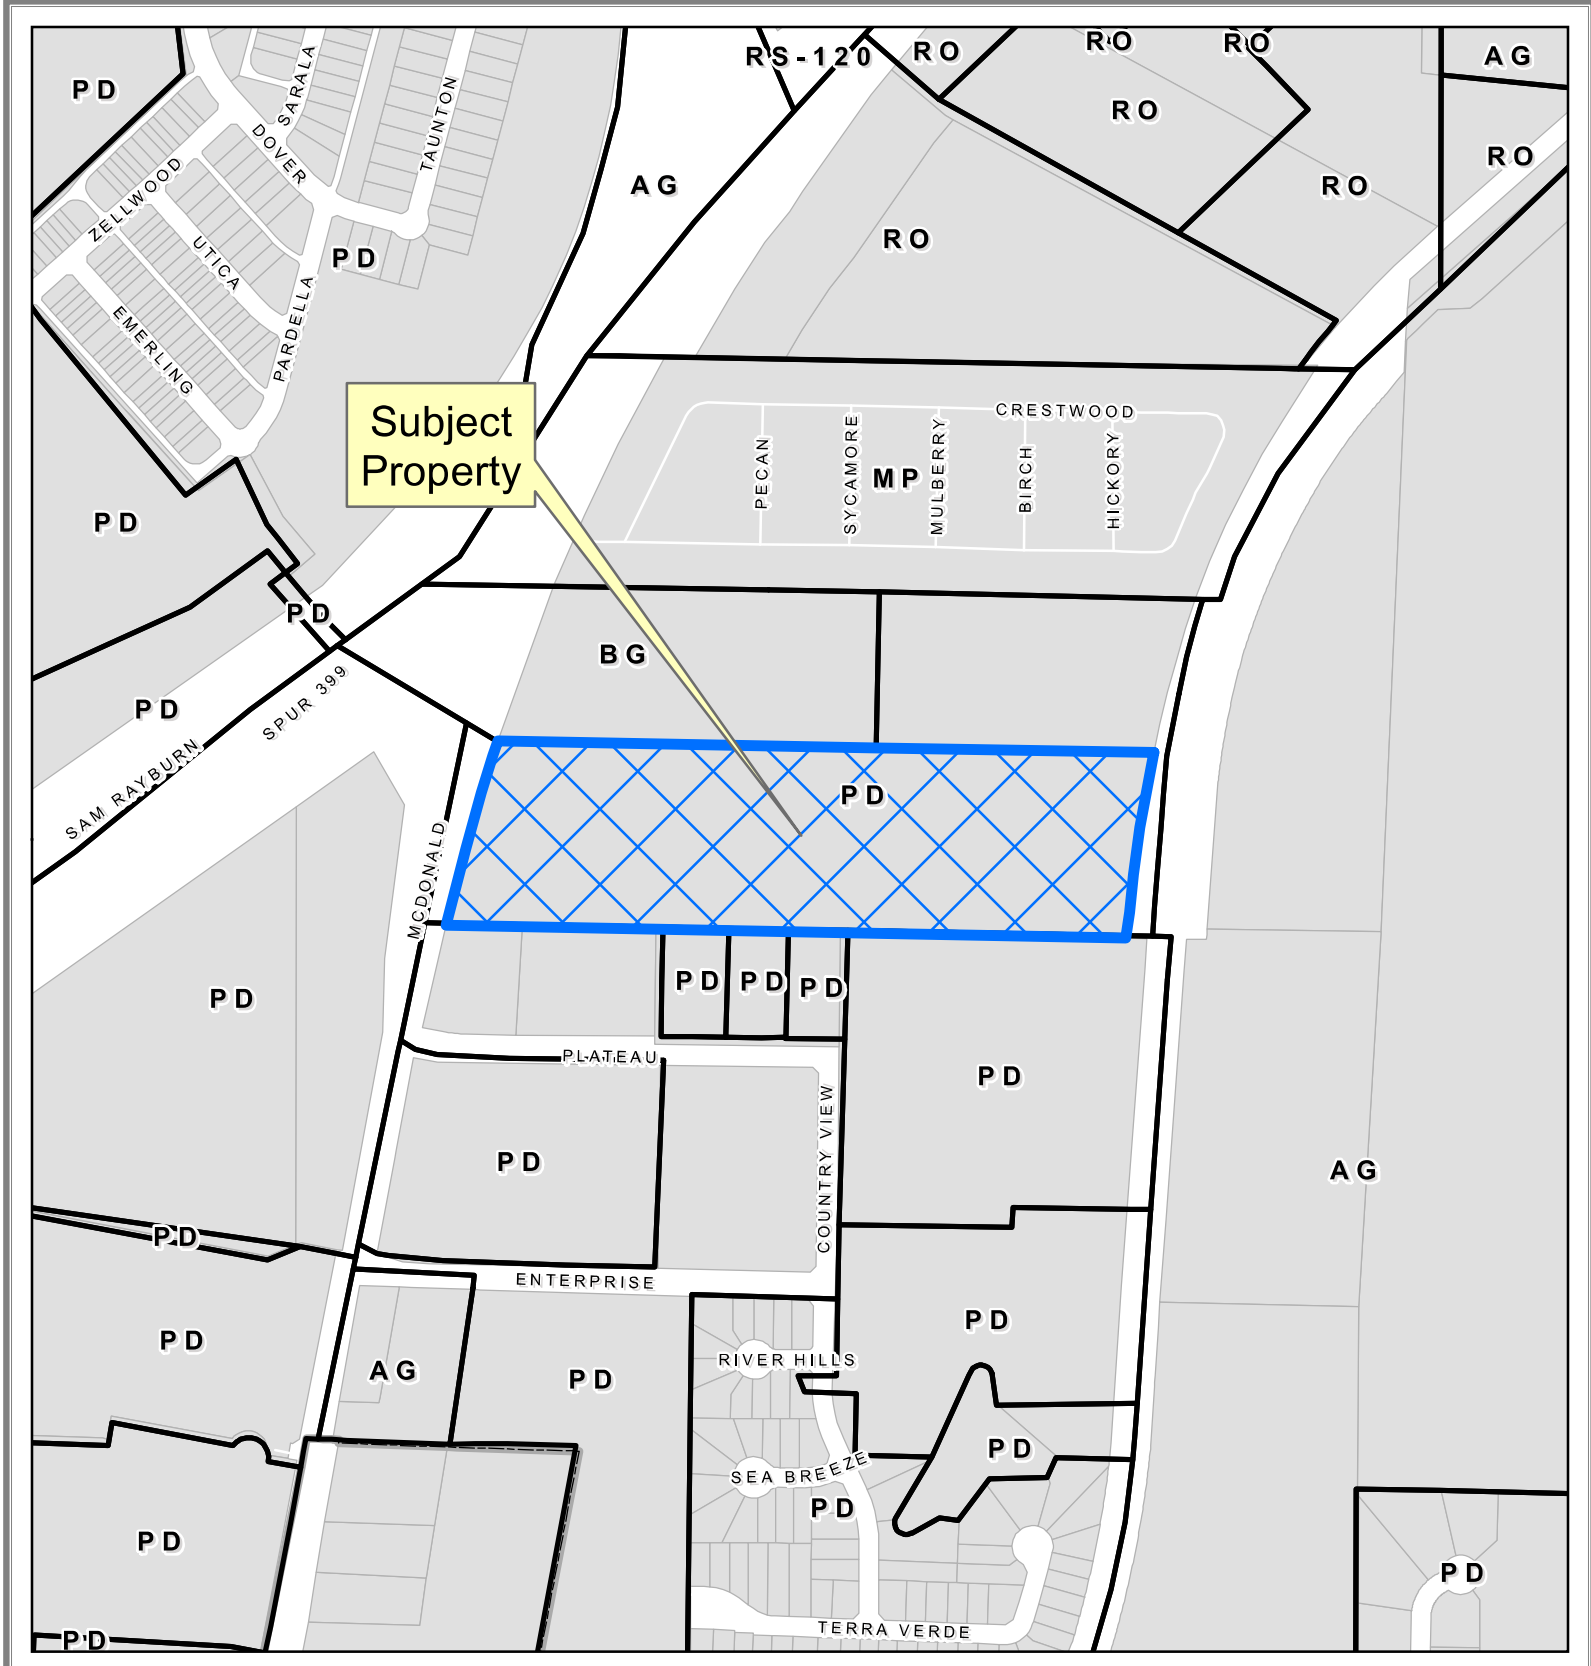 RS-120
RO
RO
RO
AG
PD
SARALA
TAUNTON
DOVER
RO
RO
ZELLWOOD
AG
RO
UTICA
PD
RO
EMERLING
PARDELLA
Subject
Property
CRESTWOOD
PECAN
SYCAMORE
MP
MULBERRY
BIRCH
HICKORY
PD
PD
BG
SPUR 399
PD
SAM RAYBURN
PD
MCDONALD
PD
PD
PD
PD
PLATEAU
PD
COUNTRY VIEW
PD
AG
PD
ENTERPRISE
PD
PD
RIVER HILLS
AG
PD
PD
SEA BREEZE
PD
PD
PD
TERRA VERDE
PD